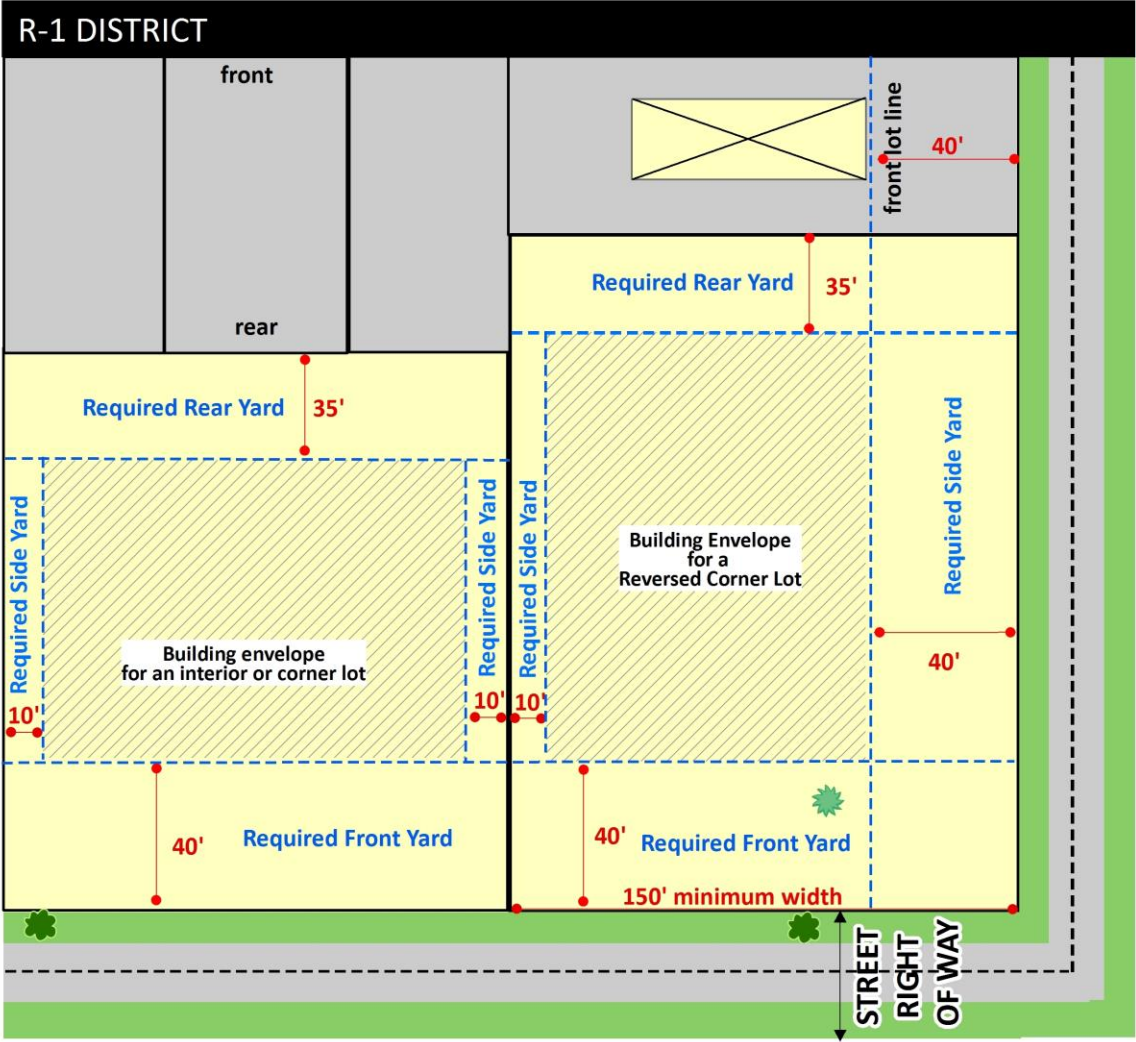 R-1 DISTRICT
front
front lot line
40'
Required Rear Yard
35'
rear
Required Rear Yard
35'
Required Side Yard
Required Side Yard
Required Side Yard
Required Side Yard
Building Envelope
for a
Reversed Corner Lot
Building envelope
for an interior or corner lot
40'
10'
10'
10'
40'
Required Front Yard
40'
Required Front Yard
150' minimum width
STREET
RIGHT
OF WAY